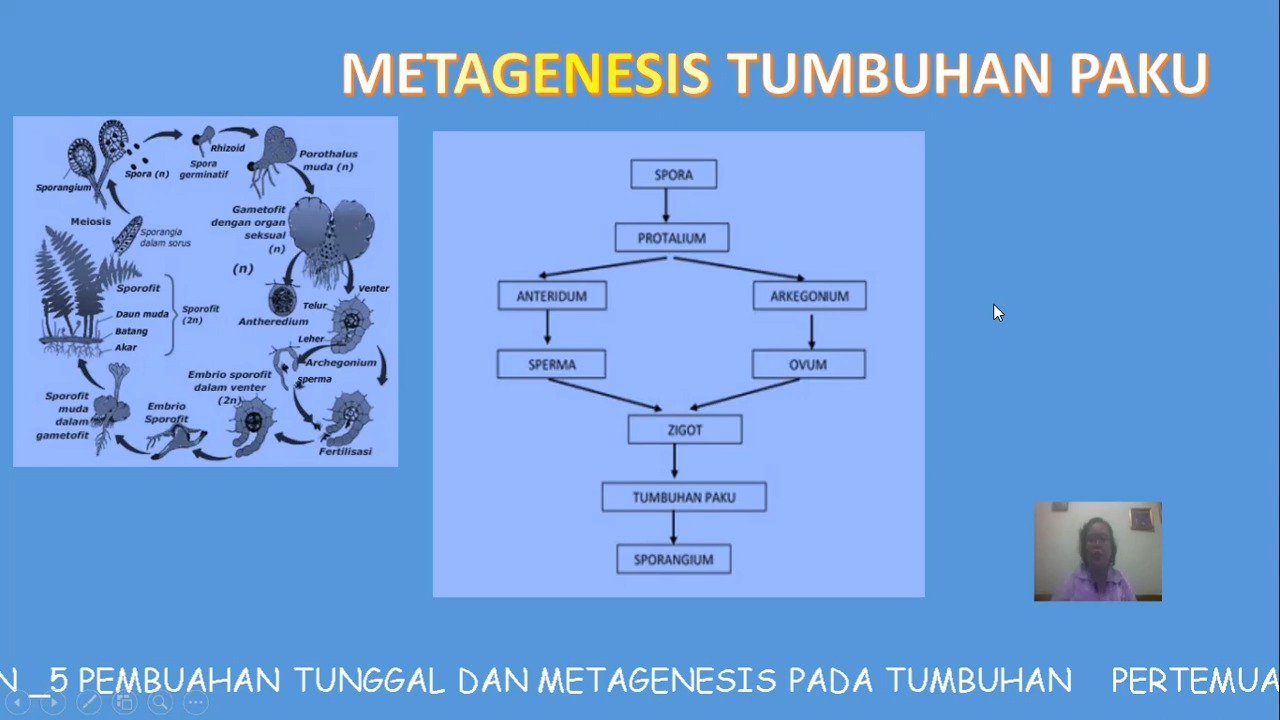 METAGENESIS TUMBUHAN PAKU
Sporangium
Spora (n)
Rhizoid
Spora
germinatif
Porothalus
muda (n)
Meiosis
Sporangia
dalam sorus
Gametofit
dengan organ
seksual
(n)
(n)
Sporofit
Daun muda
Batang
Akar
Sporofit
(2n)
Antheredium
Venter
Telur
Leher
Archegonium
sperma
Embrio sporofit
dalam venter
(2n)
Sporofit
muda
dalam
gametofit
Embrio
Sporofit
Fertilisasi
SPORA
PROTALIUM
ANTERIDUM
ARKEGONIUM
SPERMA
OVUM
ZIGOT
TUMBUHAN PAKU
SPORANGIUM
N _5 PEMBUAHAN TUNGGAL DAN METAGENESIS PADA TUMBUHAN PERTEMUA